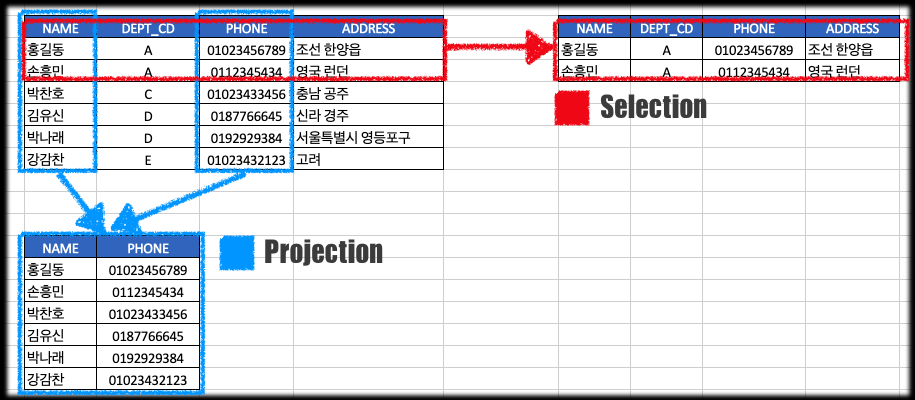 NAME DEPT_CD PHONE ADDRESS
홍길동 A 01023456789 조선 한양읍
손흥민 A 0112345434 영국 런던
박찬호 C 01023433456 충남 공주
김유신 D 0187766645 신라 경주
박나래 D 0192929384 서울특별시 영등포구
강감찬 E 01023432123 고려
NAME DEPT_CD PHONE ADDRESS
홍길동 A 01023456789 조선 한양읍
손흥민 A 0112345434 영국 런던
Selection
NAME PHONE
홍길동 01023456789
손흥민 0112345434
박찬호 01023433456
김유신 0187766645
박나래 0192929384
강감찬 01023432123
Projection